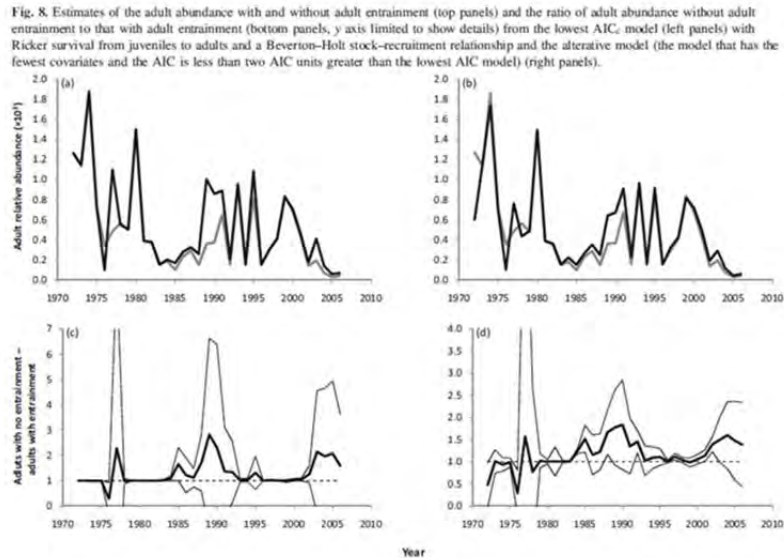 Fig. 8. Estimates of the adult abundance with and without adult entrainment (top panels) and the ratio of adult abundance without adult
entrainment to that with adult entrainment (bottom panels, y axis limited to show details) from the lowest AICc model (left panels) with
Ricker survival from juveniles to adults and a Beverton–Holt stock–recruitment relationship and the alterative model (the model that has the
fewest covariates and the AIC is less than two AIC units greater than the lowest AIC model) (right panels).
Adult relative abundance (×10³)
2.0
1.8
1.6
1.4
1.2
1.0
0.8
0.6
0.4
0.2
0.0
(a)
1970 1975 1980 1985 1990 1995 2000 2005 2010
2.0
1.8
1.6
1.4
1.2
1.0
0.8
0.6
0.4
0.2
0.0
(b)
1970 1975 1980 1985 1990 1995 2000 2005 2010
Adults with no entrainment –
adults with entrainment
7
6
5
4
3
2
1
0
(c)
1970 1975 1980 1985 1990 1995 2000 2005 2010
4.0
3.5
3.0
2.5
2.0
1.5
1.0
0.5
0.0
(d)
1970 1975 1980 1985 1990 1995 2000 2005 2010
Year